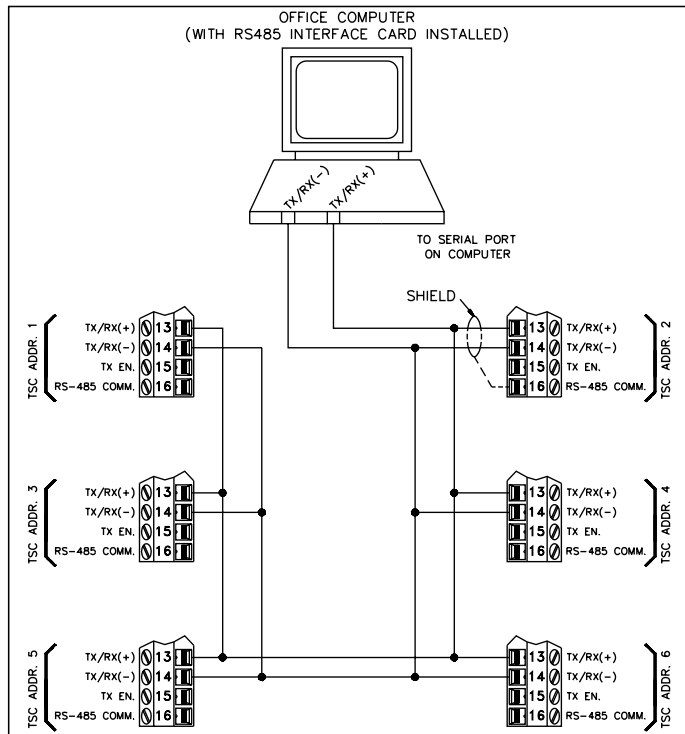 OFFICE COMPUTER
(WITH RS485 INTERFACE CARD INSTALLED)
TX/RX(-)
TX/RX(+)
TO SERIAL PORT
ON COMPUTER
SHIELD
TSC ADDR. 1
TX/RX(+) 13
TX/RX(-) 14
TX EN. 15
RS-485 COMM. 16
13 TX/RX(+)
14 TX/RX(-)
15 TX EN.
16 RS-485 COMM.
TSC ADDR. 2
TSC ADDR. 3
TX/RX(+) 13
TX/RX(-) 14
TX EN. 15
RS-485 COMM. 16
13 TX/RX(+)
14 TX/RX(-)
15 TX EN.
16 RS-485 COMM.
TSC ADDR. 4
TSC ADDR. 5
TX/RX(+) 13
TX/RX(-) 14
TX EN. 15
RS-485 COMM. 16
13 TX/RX(+)
14 TX/RX(-)
15 TX EN.
16 RS-485 COMM.
TSC ADDR. 6